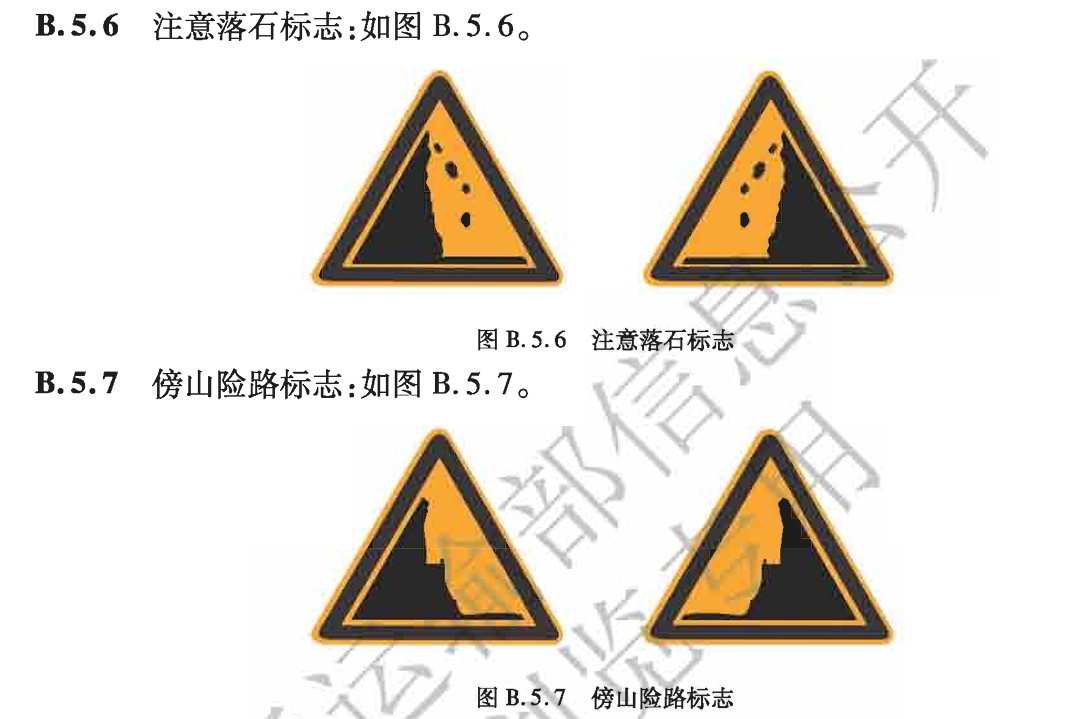 B.5.6 注意落石标志:如图 B.5.6。
图 B.5.6 注意落石标志
B.5.7 傍山险路标志:如图 B.5.7。
图 B.5.7 傍山险路标志
运输部信息公开
浏览专用